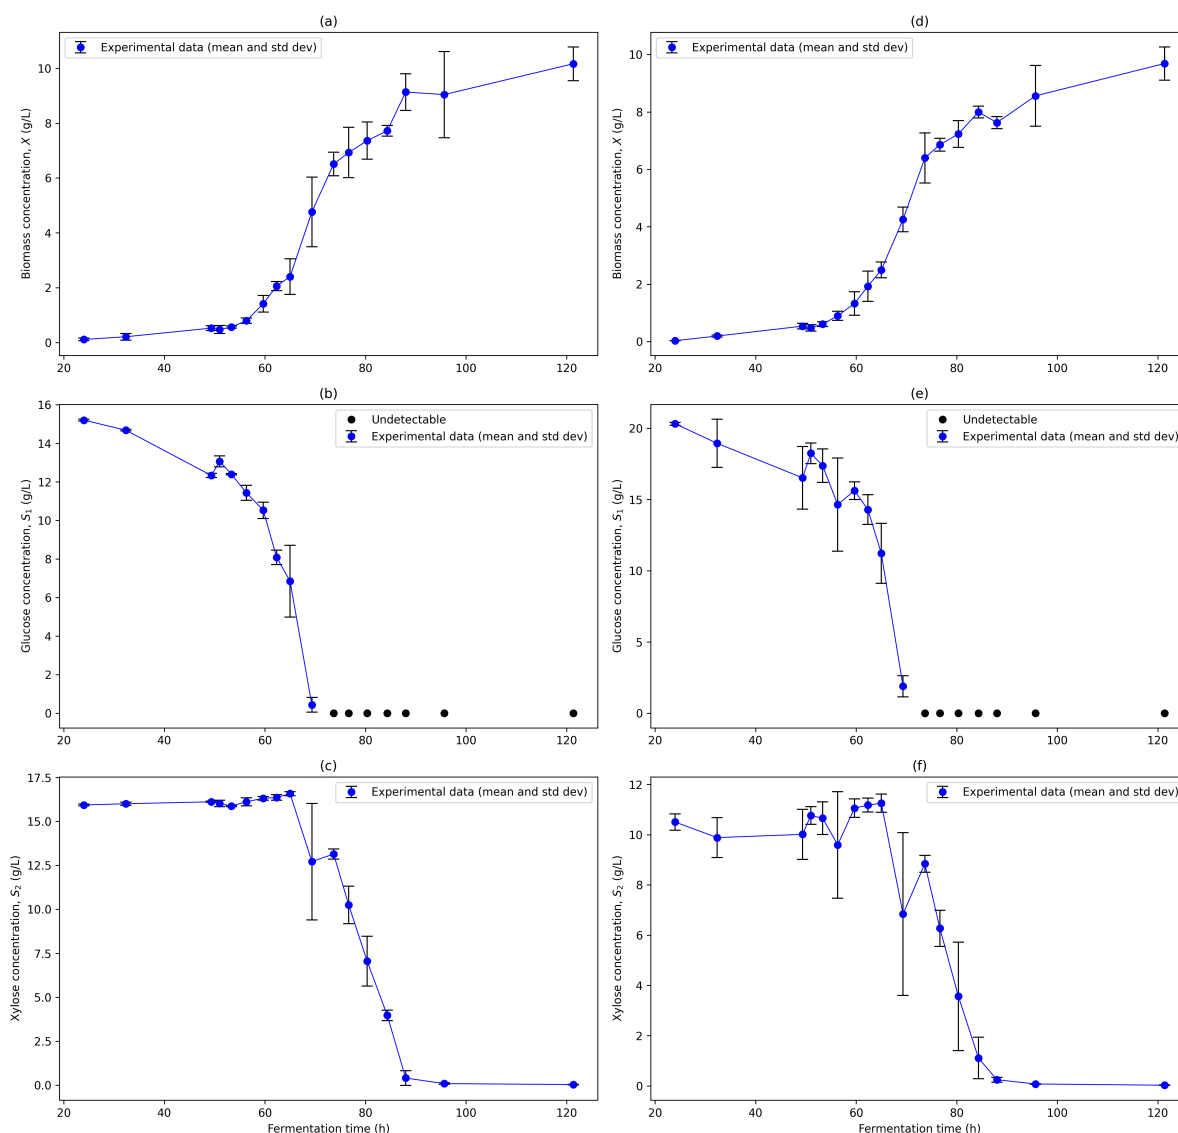 (a)
Experimental data (mean and std dev)
Biomass concentration, X (g/L)
10
8
6
4
2
0
20 40 60 80 100 120
(d)
Experimental data (mean and std dev)
Biomass concentration, X (g/L)
10
8
6
4
2
0
20 40 60 80 100 120
(b)
Undetectable
Experimental data (mean and std dev)
Glucose concentration, S₁ (g/L)
16
14
12
10
8
6
4
2
0
20 40 60 80 100 120
(e)
Undetectable
Experimental data (mean and std dev)
Glucose concentration, S₁ (g/L)
20
15
10
5
0
20 40 60 80 100 120
(c)
Experimental data (mean and std dev)
Xylose concentration, S₂ (g/L)
17.5
15.0
12.5
10.0
7.5
5.0
2.5
0.0
20 40 60 80 100 120
Fermentation time (h)
(f)
Experimental data (mean and std dev)
Xylose concentration, S₂ (g/L)
12
10
8
6
4
2
0
20 40 60 80 100 120
Fermentation time (h)